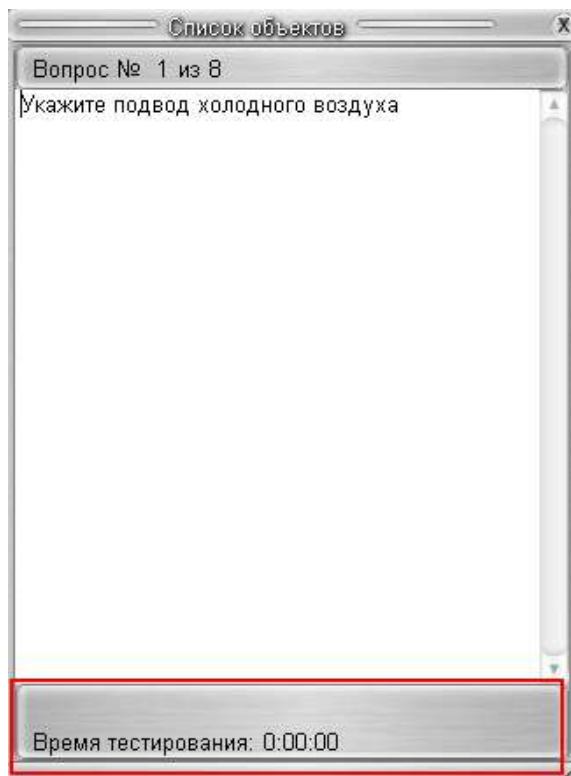 Список объектов
X
Вопрос № 1 из 8
Укажите подвод холодного воздуха
Время тестирования: 0:00:00